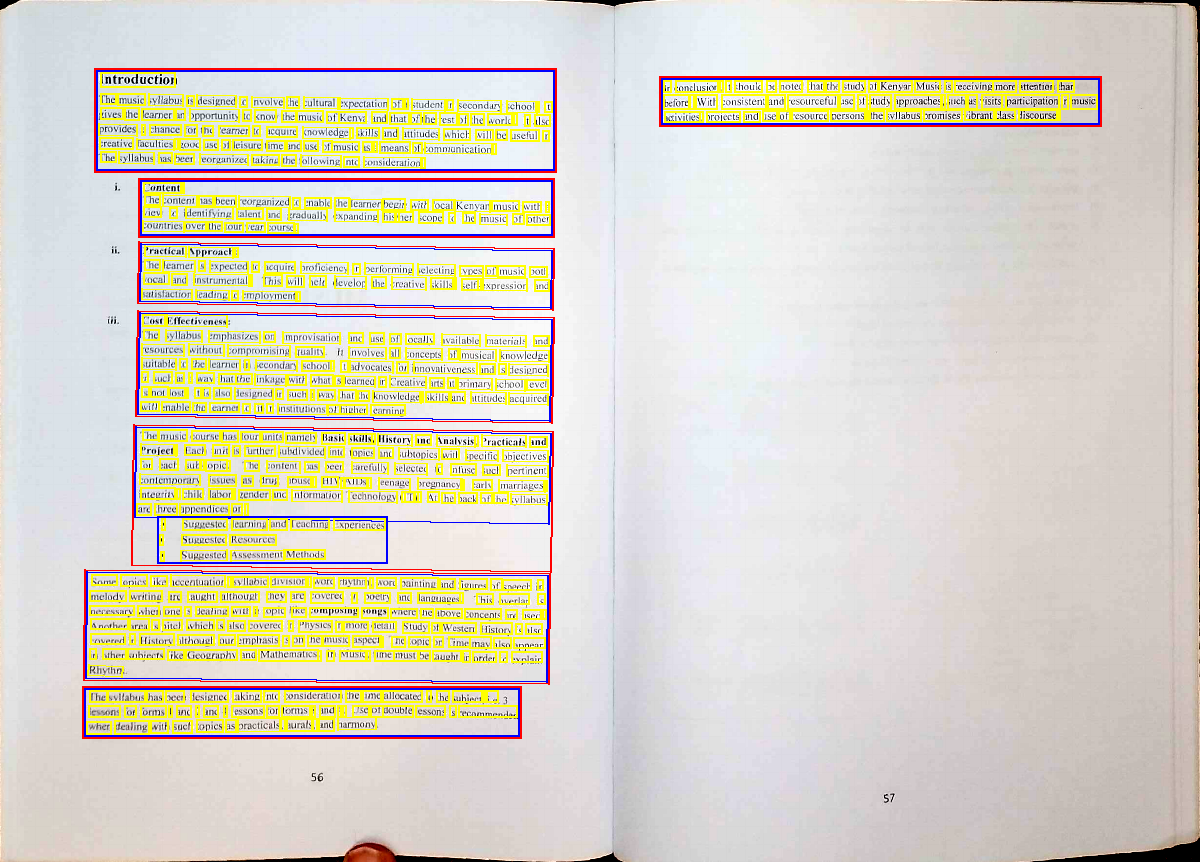 Introduction
The music syllabus is designed to involve the cultural expectation of a student in secondary school. It
gives the learner an opportunity to know the music of Kenya and that of the rest of the world. It also
provides a chance for the learner to acquire knowledge, skills and attitudes which will be useful in
creative faculties, good use of leisure time and use of music as a means of communication.
The syllabus has been reorganized taking the following into consideration
i. Content
The content has been reorganized to enable the learner begin with local Kenyan music with a
view to identifying talent and gradually expanding his/her scope to the music of other
countries over the four year course.
ii. Practical Approach:
The learner is expected to acquire proficiency in performing selecting types of music both
local and instrumental. This will help develop the creative skills, self-expression and
satisfaction leading to employment.
iii. Cost Effectiveness:
The syllabus emphasizes on improvisation and use of locally available materials and
resources without compromising quality. It involves all concepts of musical knowledge
suitable to the learner in secondary school. It advocates for innovativeness and is designed
in such as a way that the linkage with what is learned in Creative arts at primary school level
is not lost. It is also designed in such a way that the knowledge, skills and attitudes acquired
will enable the learner to fit in institutions of higher learning.
The music course has four units namely Basic skills, History and Analysis, Practicals and
Project. Each unit is further subdivided into topics and subtopics with specific objectives
for each sub-topic. The content has been carefully selected to infuse such pertinent
contemporary issues as drug abuse, HIV/AIDS, teenage pregnancy, early marriages,
integrity, child labor, gender and Information Technology (IT). At the back of the syllabus
are three appendices on
Suggested learning and Teaching Experiences
Suggested Resources
Suggested Assessment Methods
Some topics like accentuation, syllabic division, word rhythm, word painting and figures of speech in
melody writing are taught although they are covered in poetry and languages. This overlap is
necessary when one is dealing with a topic like composing songs where the above concepts are used.
Another area is pitch which is also covered in Physics in more detail. Study of Western History is also
covered in History although our emphasis is on the music aspect. The topic on Time may also appear
in other subjects like Geography and Mathematics. In Music, time must be taught in order to explain
Rhythm.
The syllabus has been designed taking into consideration the time allocated to the subject, i.e. 3
lessons for forms 1 and 2 and lessons for forms 3 and 4. Use of double lessons is recommended
when dealing with such topics as practicals, aurals, and harmony.
56
In conclusion, it should be noted that the study of Kenyan Music is receiving more attention than
before. With consistent and resourceful use of study approaches, such as visits participation in music
activities, projects and use of resource persons the syllabus promises vibrant class discourse
57